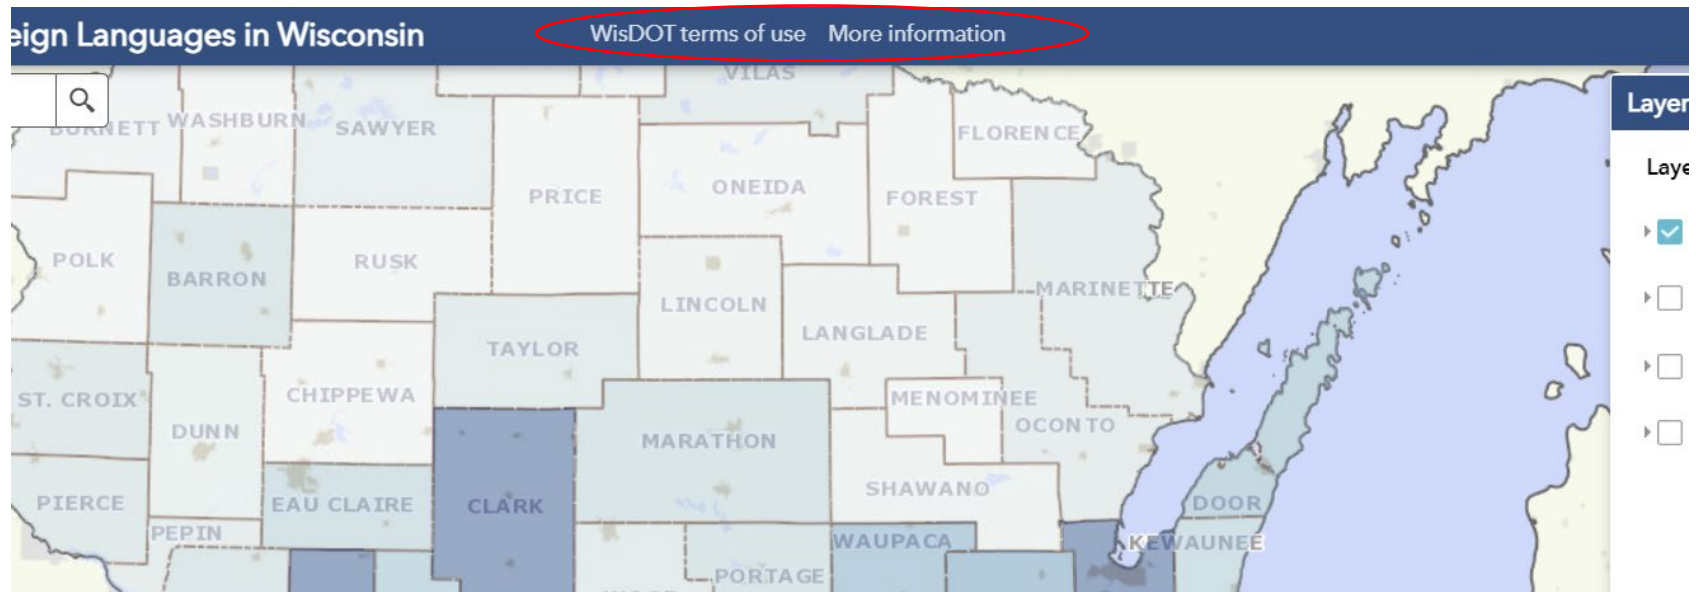 eign Languages in Wisconsin
WisDOT terms of use More information
VILAS
Layer
BURNETT
WASHBURN
SAWYER
FLORENCE
Laye
PRICE
ONEIDA
FOREST
POLK
BARRON
RUSK
MARINETTE
LINCOLN
LANGLADE
TAYLOR
ST. CROIX
CHIPPEWA
MENOMINEE
DUNN
MARATHON
OCONTO
PIERCE
EAU CLAIRE
CLARK
SHAWANO
DOOR
PEPIN
WAUPACA
KEWAUNEE
PORTAGE